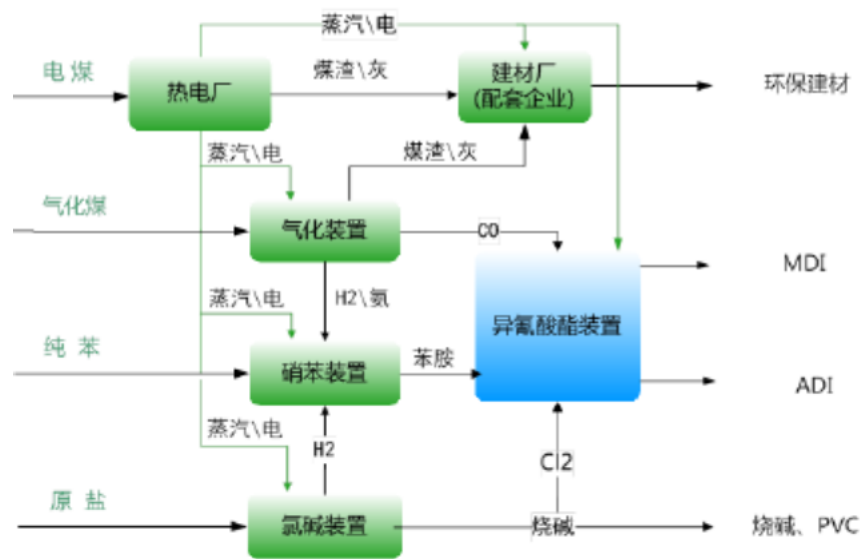 蒸汽\电
电煤
热电厂
煤渣\灰
建材厂
(配套企业)
环保建材
蒸汽\电
煤渣\灰
气化煤
气化装置
CO
MDI
蒸汽\电
H2\氨
异氰酸酯装置
纯苯
硝苯装置
苯胺
ADI
蒸汽\电
H2
Cl2
原盐
氯碱装置
烧碱
烧碱、PVC